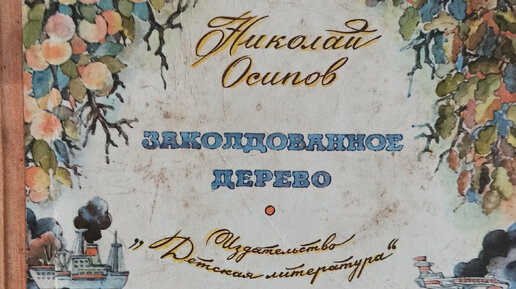 Николай
Осипов
ЗАКОЛДОВАННОЕ
ДЕРЕВО
„Издательство
Детская литература“